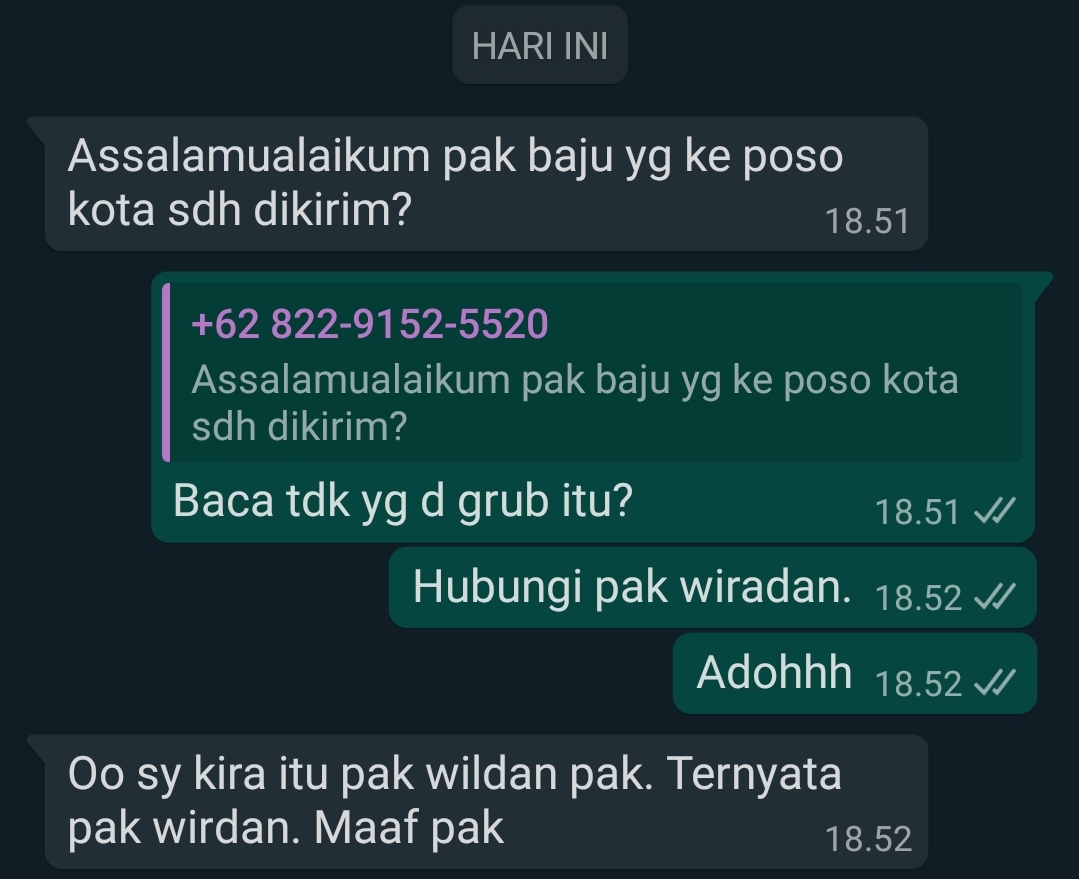 HARI INI
Assalamualaikum pak baju yg ke poso
kota sdh dikirim?
18.51
+62 822-9152-5520
Assalamualaikum pak baju yg ke poso kota
sdh dikirim?
Baca tdk yg d grub itu?
18.51
Hubungi pak wiradan.
18.52
Adohhh
18.52
Oo sy kira itu pak wildan pak. Ternyata
pak wirdan. Maaf pak
18.52